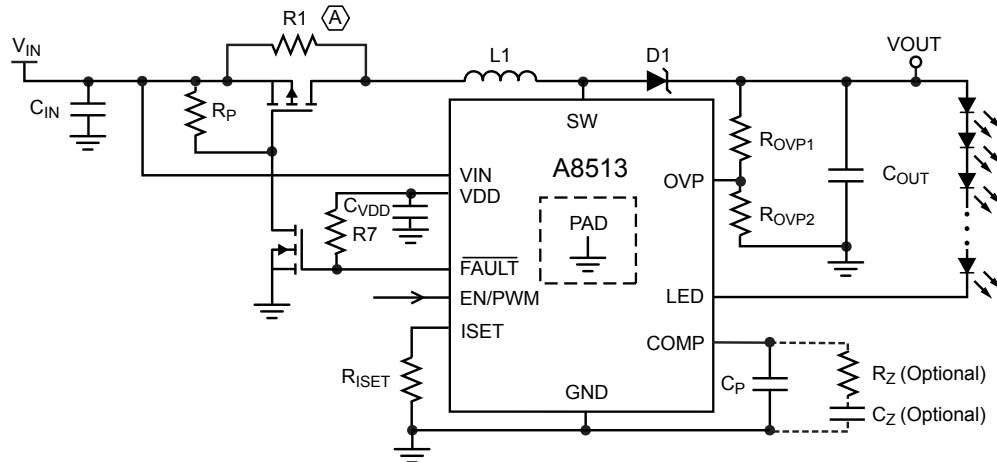 R1 A
VIN
L1
D1
VOUT
CIN
RP
SW
ROVP1
VIN
A8513
OVP
COUT
VDD
CVDD
R7
PAD
ROVP2
FAULT
EN/PWM
LED
ISET
COMP
RISET
GND
CP
RZ (Optional)
CZ (Optional)